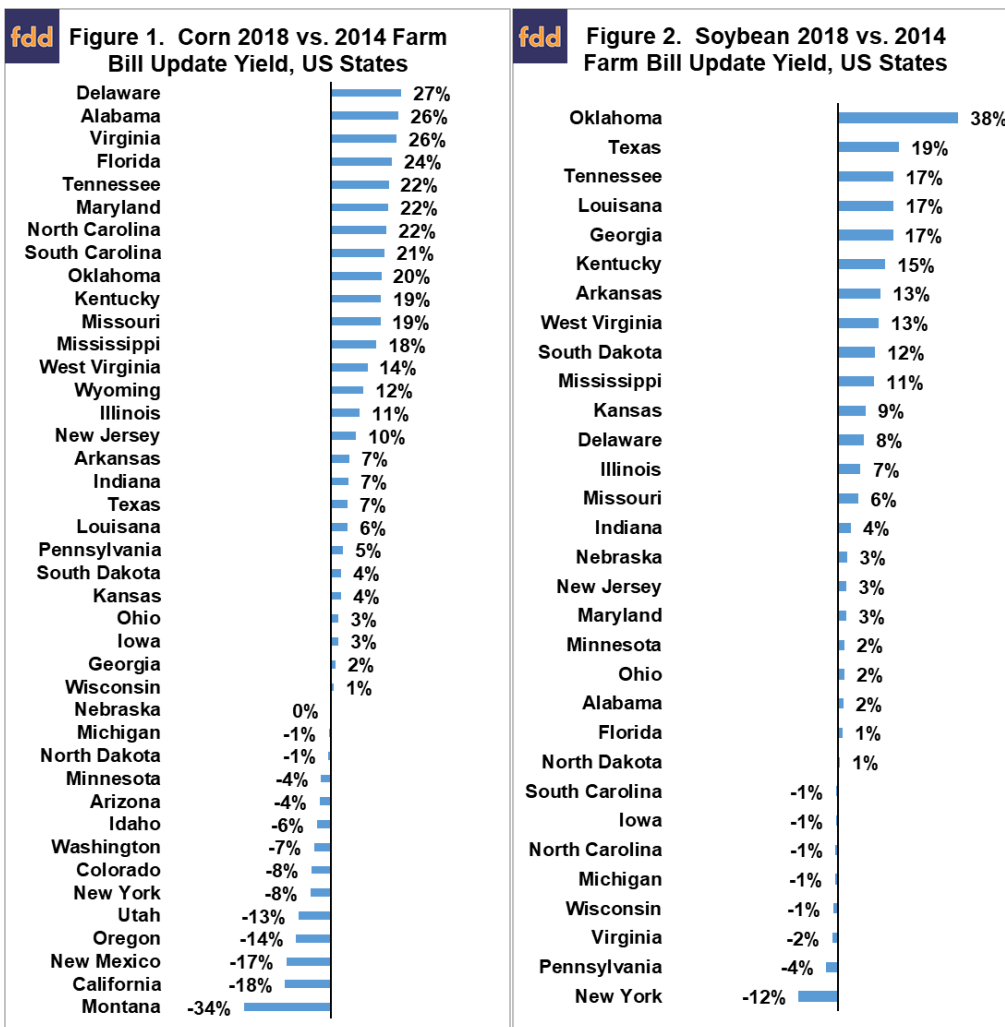 fdd
Figure 1. Corn 2018 vs. 2014 Farm
Bill Update Yield, US States
Delaware 27%
Alabama 26%
Virginia 26%
Florida 24%
Tennessee 22%
Maryland 22%
North Carolina 22%
South Carolina 21%
Oklahoma 20%
Kentucky 19%
Missouri 19%
Mississippi 18%
West Virginia 14%
Wyoming 12%
Illinois 11%
New Jersey 10%
Arkansas 7%
Indiana 7%
Texas 7%
Louisana 6%
Pennsylvania 5%
South Dakota 4%
Kansas 4%
Ohio 3%
Iowa 3%
Georgia 2%
Wisconsin 1%
Nebraska 0%
Michigan -1%
North Dakota -1%
Minnesota -4%
Arizona -4%
Idaho -6%
Washington -7%
Colorado -8%
New York -8%
Utah -13%
Oregon -14%
New Mexico -17%
California -18%
Montana -34%
fdd
Figure 2. Soybean 2018 vs. 2014
Farm Bill Update Yield, US States
Oklahoma 38%
Texas 19%
Tennessee 17%
Louisana 17%
Georgia 17%
Kentucky 15%
Arkansas 13%
West Virginia 13%
South Dakota 12%
Mississippi 11%
Kansas 9%
Delaware 8%
Illinois 7%
Missouri 6%
Indiana 4%
Nebraska 3%
New Jersey 3%
Maryland 3%
Minnesota 2%
Ohio 2%
Alabama 2%
Florida 1%
North Dakota 1%
South Carolina -1%
Iowa -1%
North Carolina -1%
Michigan -1%
Wisconsin -1%
Virginia -2%
Pennsylvania -4%
New York -12%